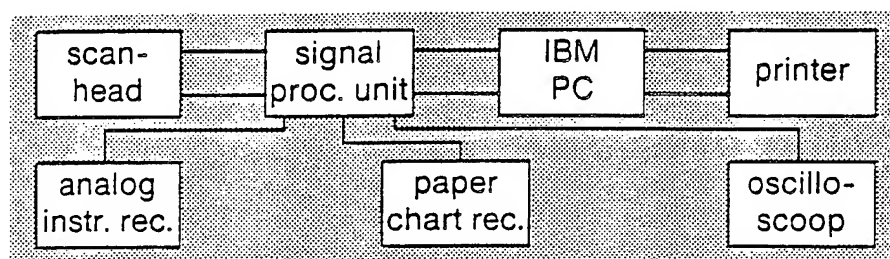 scan-
head
signal
proc. unit
IBM
PC
printer
analog
instr. rec.
paper
chart rec.
oscillo-
scoop